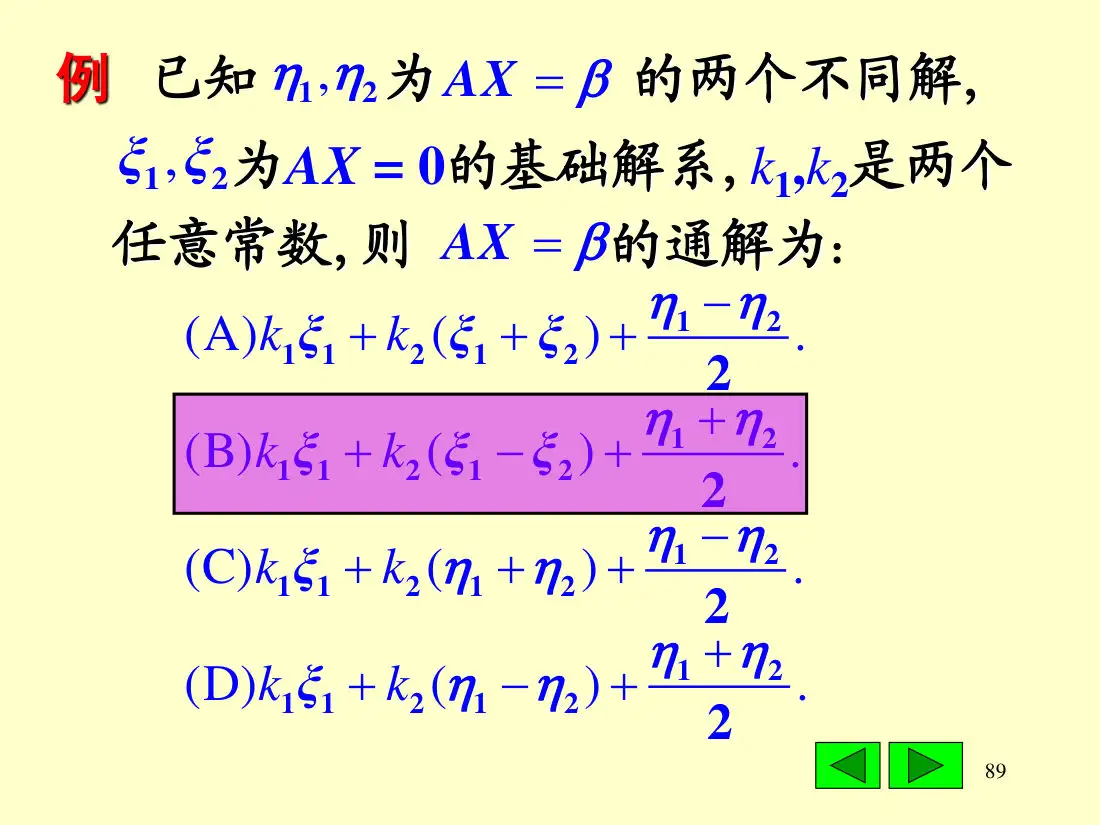 例 已知 η₁,η₂为 AX = β 的两个不同解,
ξ₁,ξ₂为AX = 0的基础解系, k₁,k₂是两个
任意常数, 则 AX = β的通解为:
(A)k₁ξ₁ + k₂(ξ₁ + ξ₂) + (η₁ − η₂)/2.
(B)k₁ξ₁ + k₂(ξ₁ − ξ₂) + (η₁ + η₂)/2.
(C)k₁ξ₁ + k₂(η₁ + η₂) + (η₁ − η₂)/2.
(D)k₁ξ₁ + k₂(η₁ − η₂) + (η₁ + η₂)/2.
89